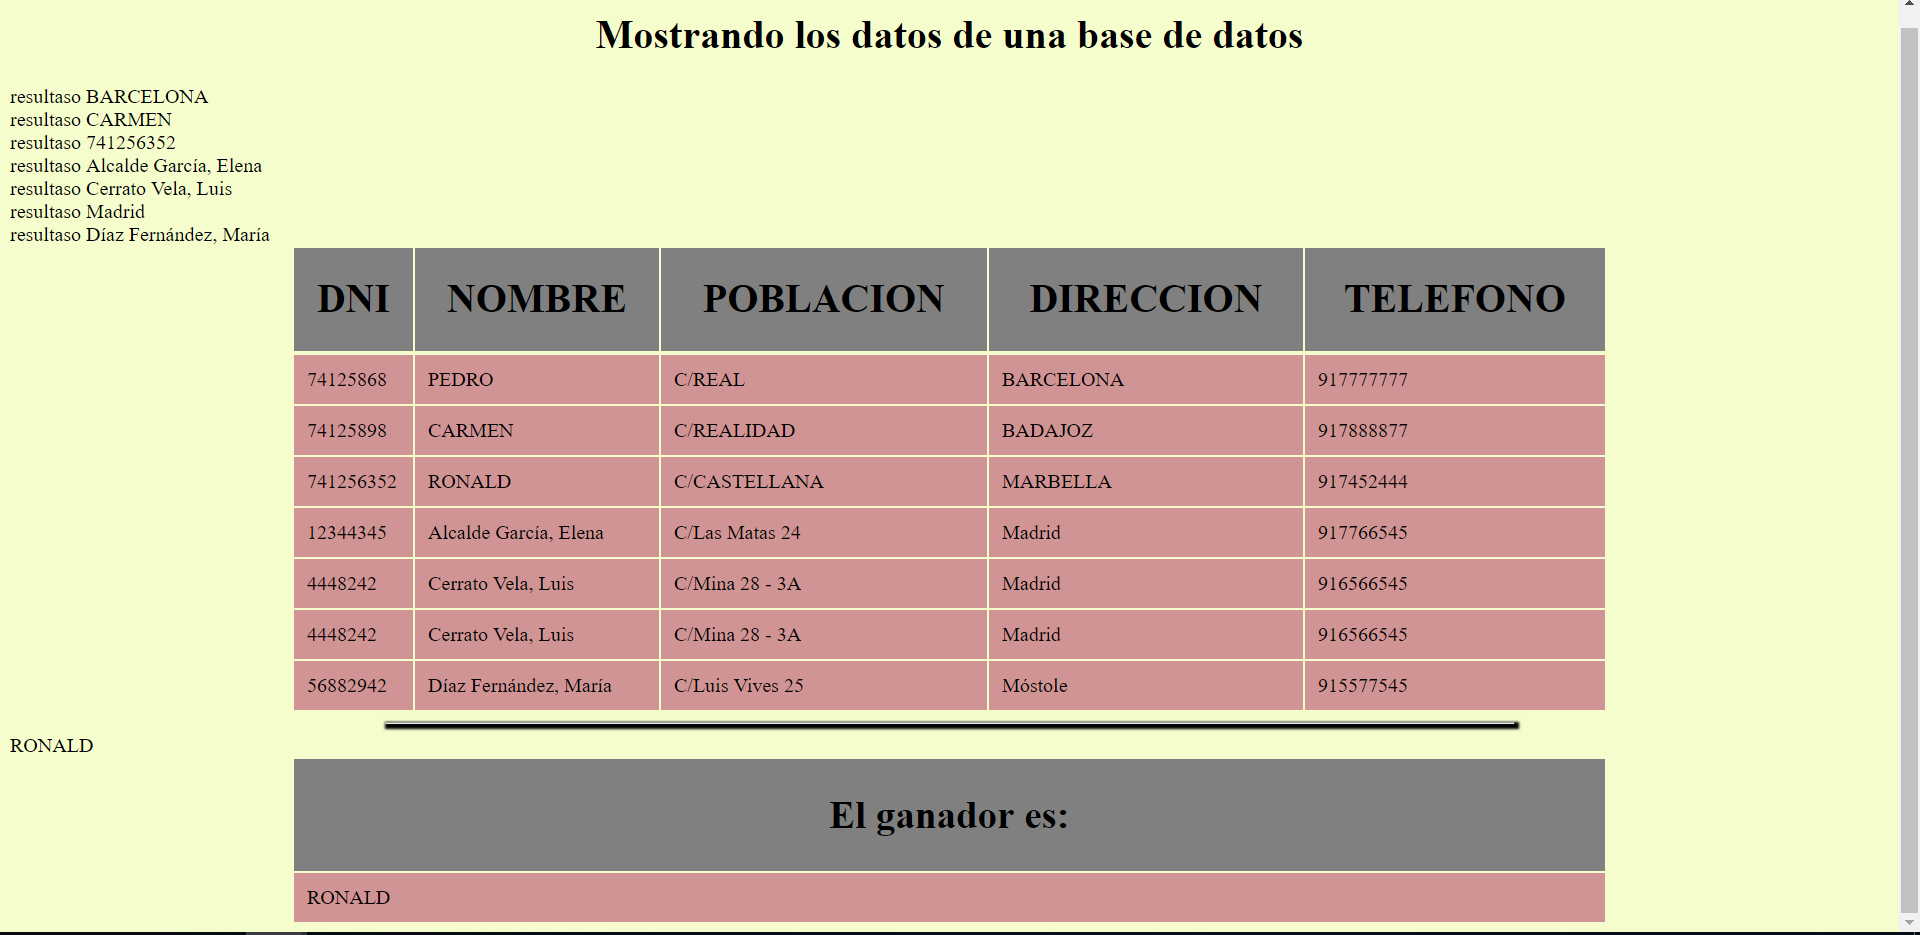 Mostrando los datos de una base de datos
resultaso BARCELONA
resultaso CARMEN
resultaso 741256352
resultaso Alcalde García, Elena
resultaso Cerrato Vela, Luis
resultaso Madrid
resultaso Díaz Fernández, María
DNI NOMBRE POBLACION DIRECCION TELEFONO
74125868 PEDRO C/REAL BARCELONA 917777777
74125898 CARMEN C/REALIDAD BADAJOZ 917888877
741256352 RONALD C/CASTELLANA MARBELLA 917452444
12344345 Alcalde García, Elena C/Las Matas 24 Madrid 917766545
4448242 Cerrato Vela, Luis C/Mina 28 - 3A Madrid 916566545
4448242 Cerrato Vela, Luis C/Mina 28 - 3A Madrid 916566545
56882942 Díaz Fernández, María C/Luis Vives 25 Móstole 915577545
RONALD
El ganador es:
RONALD